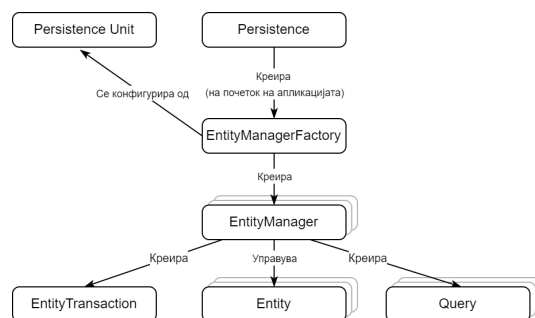 Persistence Unit
Persistence
Креира
(на почеток на апликацијата)
Се конфигурира од
EntityManagerFactory
Креира
EntityManager
Креира
Управува
Креира
EntityTransaction
Entity
Query